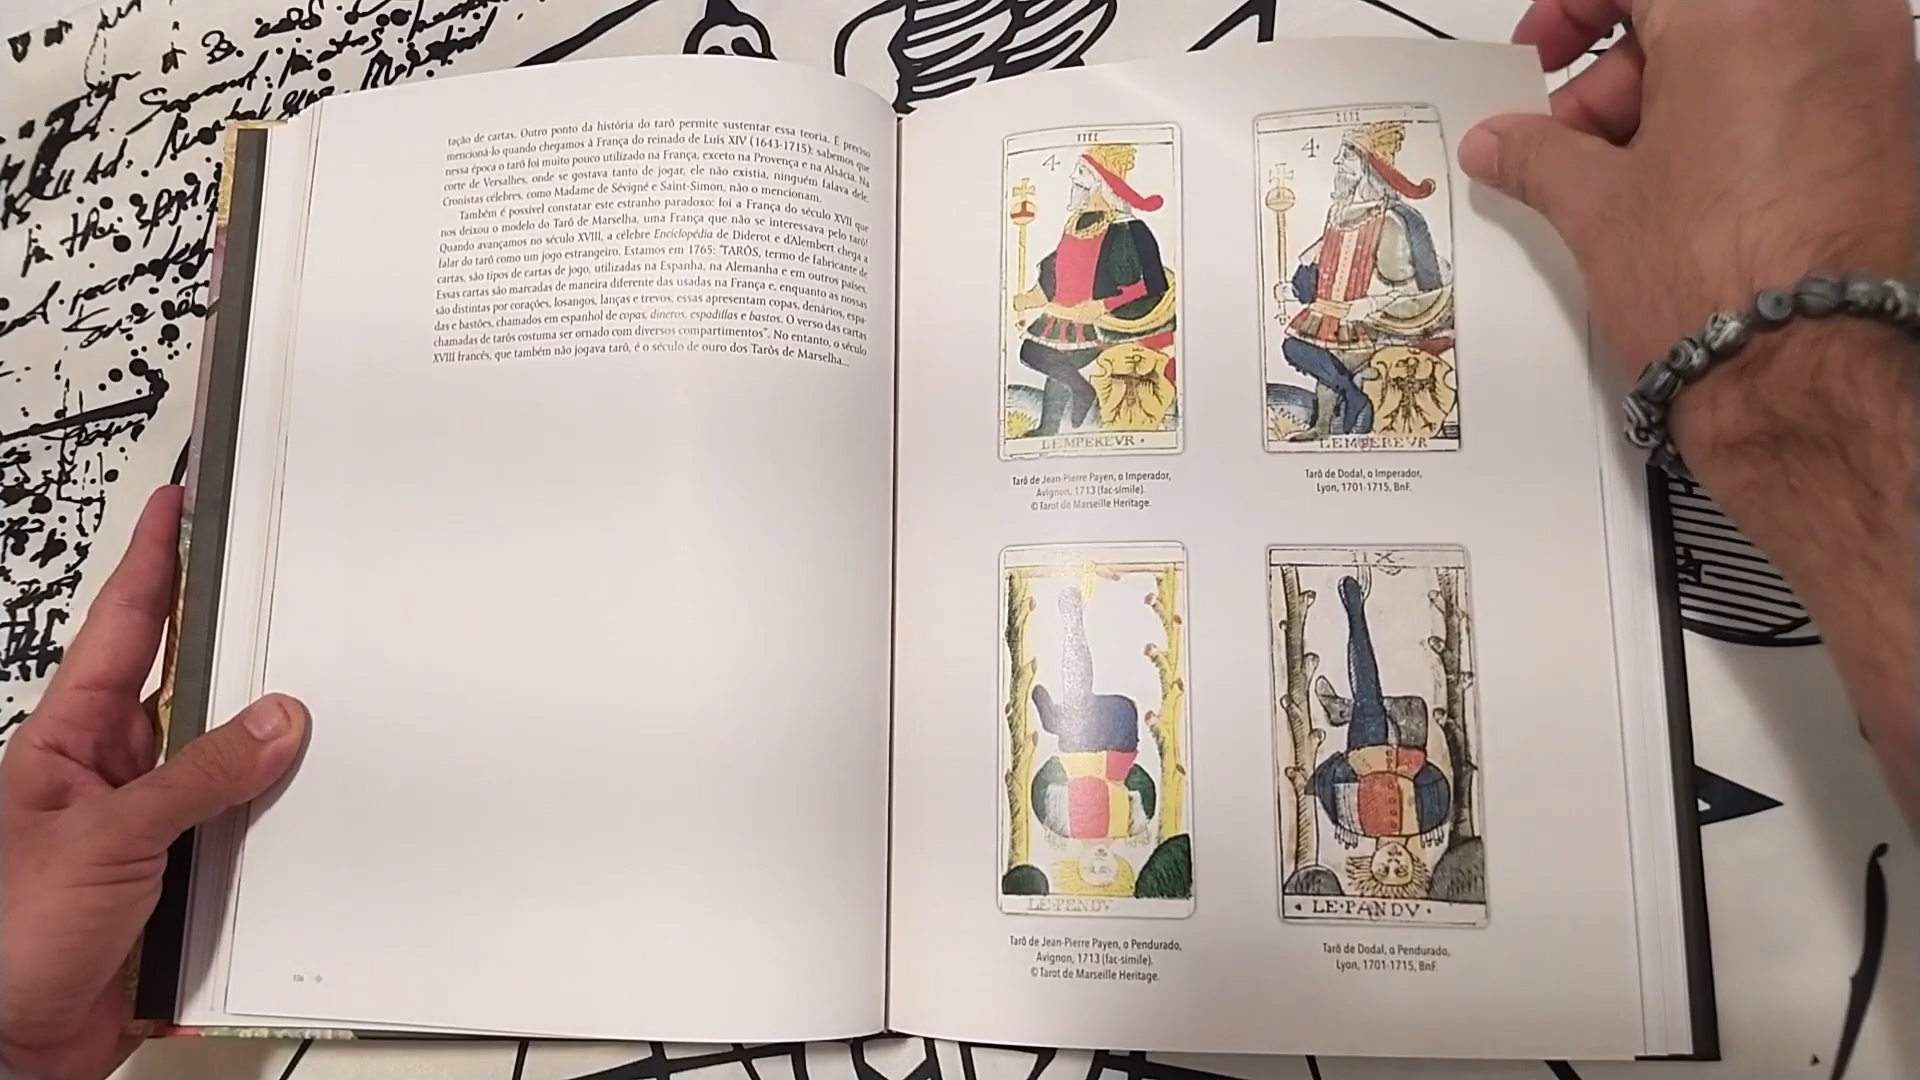 tação de cartas. Outro ponto da história do tarô permite sustentar essa teoria. É preciso
mencioná-lo quando chegamos à França do reinado de Luís XIV (1643-1715): sabemos que
nessa época o tarô foi muito pouco utilizado na França, exceto na Provença e na Alsácia. Na
corte de Versalhes, onde se gostava tanto de jogar, ele não existia, ninguém falava dele.
Cronistas célebres, como Madame de Sévigné e Saint-Simon, não o mencionam.
Também é possível constatar este estranho paradoxo: foi a França do século XVII que
nos deixou o modelo do Tarô de Marselha, uma França que não se interessava pelo tarô!
Quando avançamos no século XVIII, a célebre Enciclopédia de Diderot e d'Alembert chega a
falar do tarô como um jogo estrangeiro. Estamos em 1765: "TARÔS, termo de fabricante de
cartas, são tipos de cartas de jogo, utilizadas na Espanha, na Alemanha e em outros países.
Essas cartas são marcadas de maneira diferente das usadas na França e, enquanto as nossas
são distintas por corações, losangos, lanças e trevos, essas apresentam copas, denários, espa-
das e bastões, chamados em espanhol de copas, dineros, espadillas e bastos. O verso das cartas
chamadas de tarôs costuma ser ornado com diversos compartimentos". No entanto, o século
XVIII francês, que também não jogava tarô, é o século de ouro dos Tarôs de Marselha...
106
IIII
4
LEMPEREVR ·
Tarô de Jean-Pierre Payen, o Imperador,
Avignon, 1713 (fac-símile).
© Tarot de Marseille Heritage.
IIII
4
LEMPEREVR
Tarô de Dodal, o Imperador,
Lyon, 1701-1715, BnF.
LE·PENDV
Tarô de Jean-Pierre Payen, o Pendurado,
Avignon, 1713 (fac-símile).
© Tarot de Marseille Heritage.
IIX
· LE·PANDV ·
Tarô de Dodal, o Pendurado,
Lyon, 1701-1715, BnF.